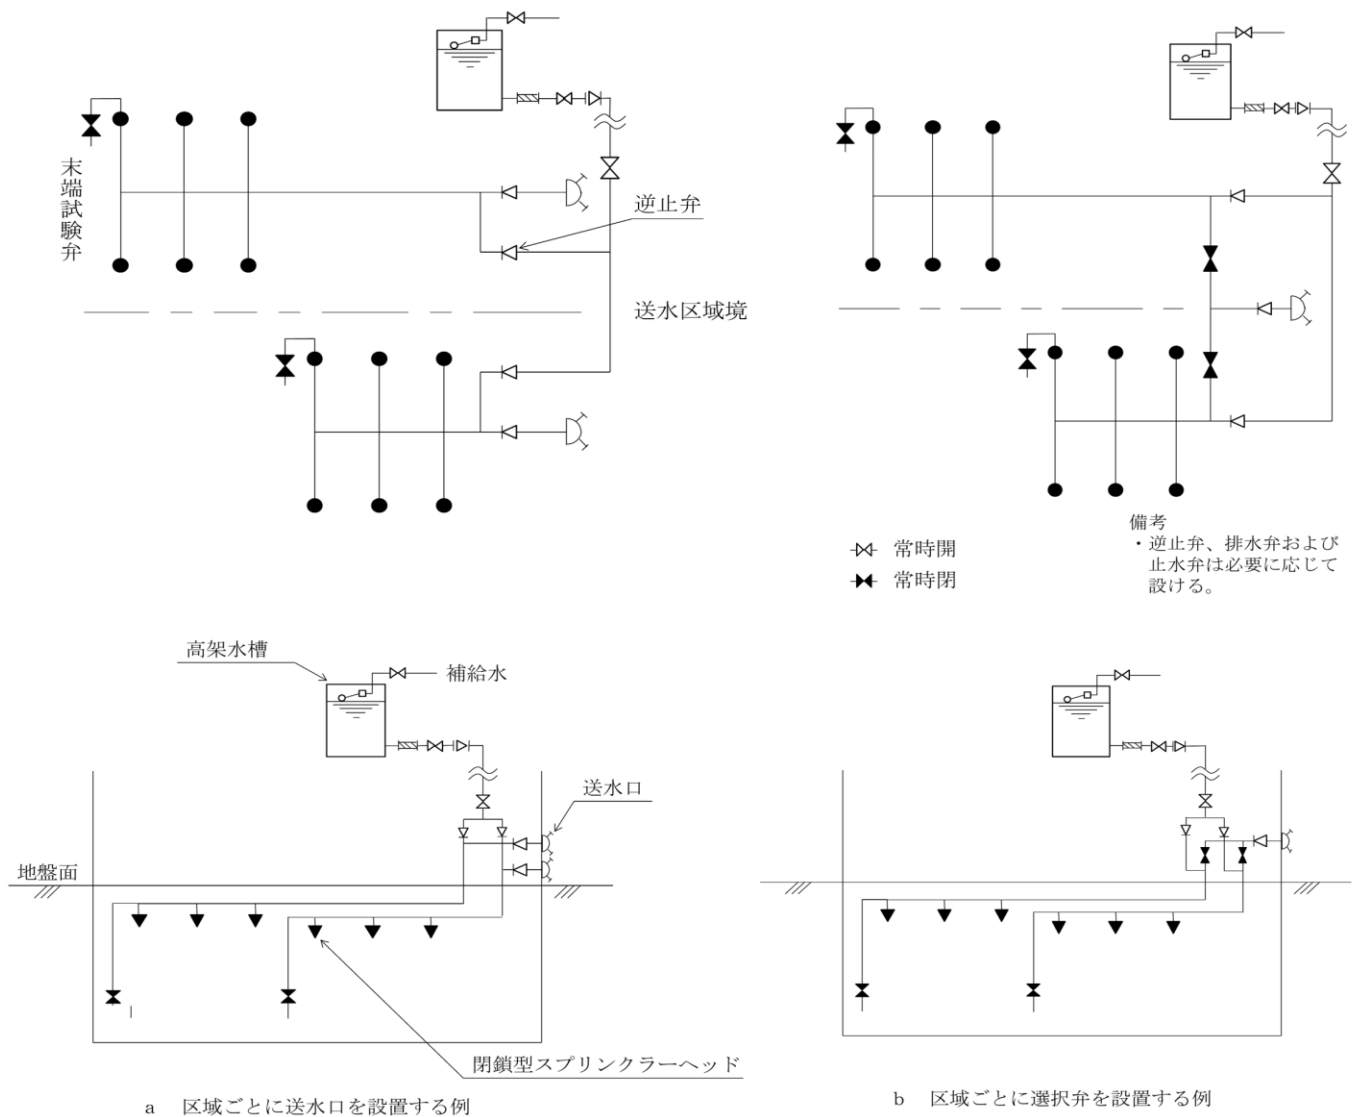 末端試験弁
逆止弁
送水区域境
常時開
常時閉
備考
・逆止弁、排水弁および
止水弁は必要に応じて
設ける。
高架水槽
補給水
送水口
地盤面
閉鎖型スプリンクラーヘッド
a 区域ごとに送水口を設置する例
b 区域ごとに選択弁を設置する例